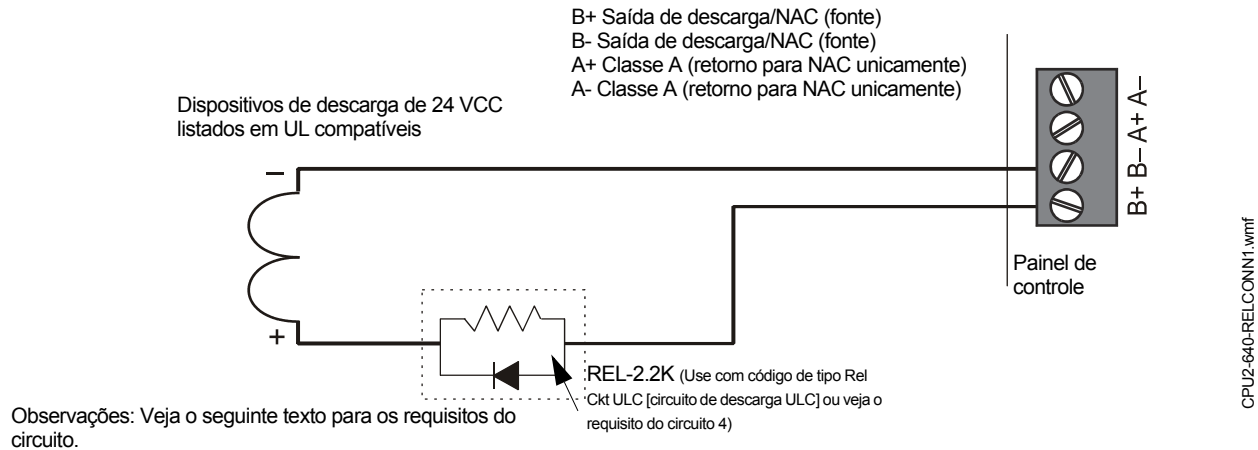 B+ Saída de descarga/NAC (fonte)
B- Saída de descarga/NAC (fonte)
A+ Classe A (retorno para NAC unicamente)
A- Classe A (retorno para NAC unicamente)
Dispositivos de descarga de 24 VCC
listados em UL compatíveis
–
+
B+ B– A+ A–
Painel de
controle
REL-2.2K (Use com código de tipo Rel
Ckt ULC [circuito de descarga ULC] ou veja o
requisito do circuito 4)
Observações: Veja o seguinte texto para os requisitos do
circuito.
CPU2-640-RELCONN1.wmf